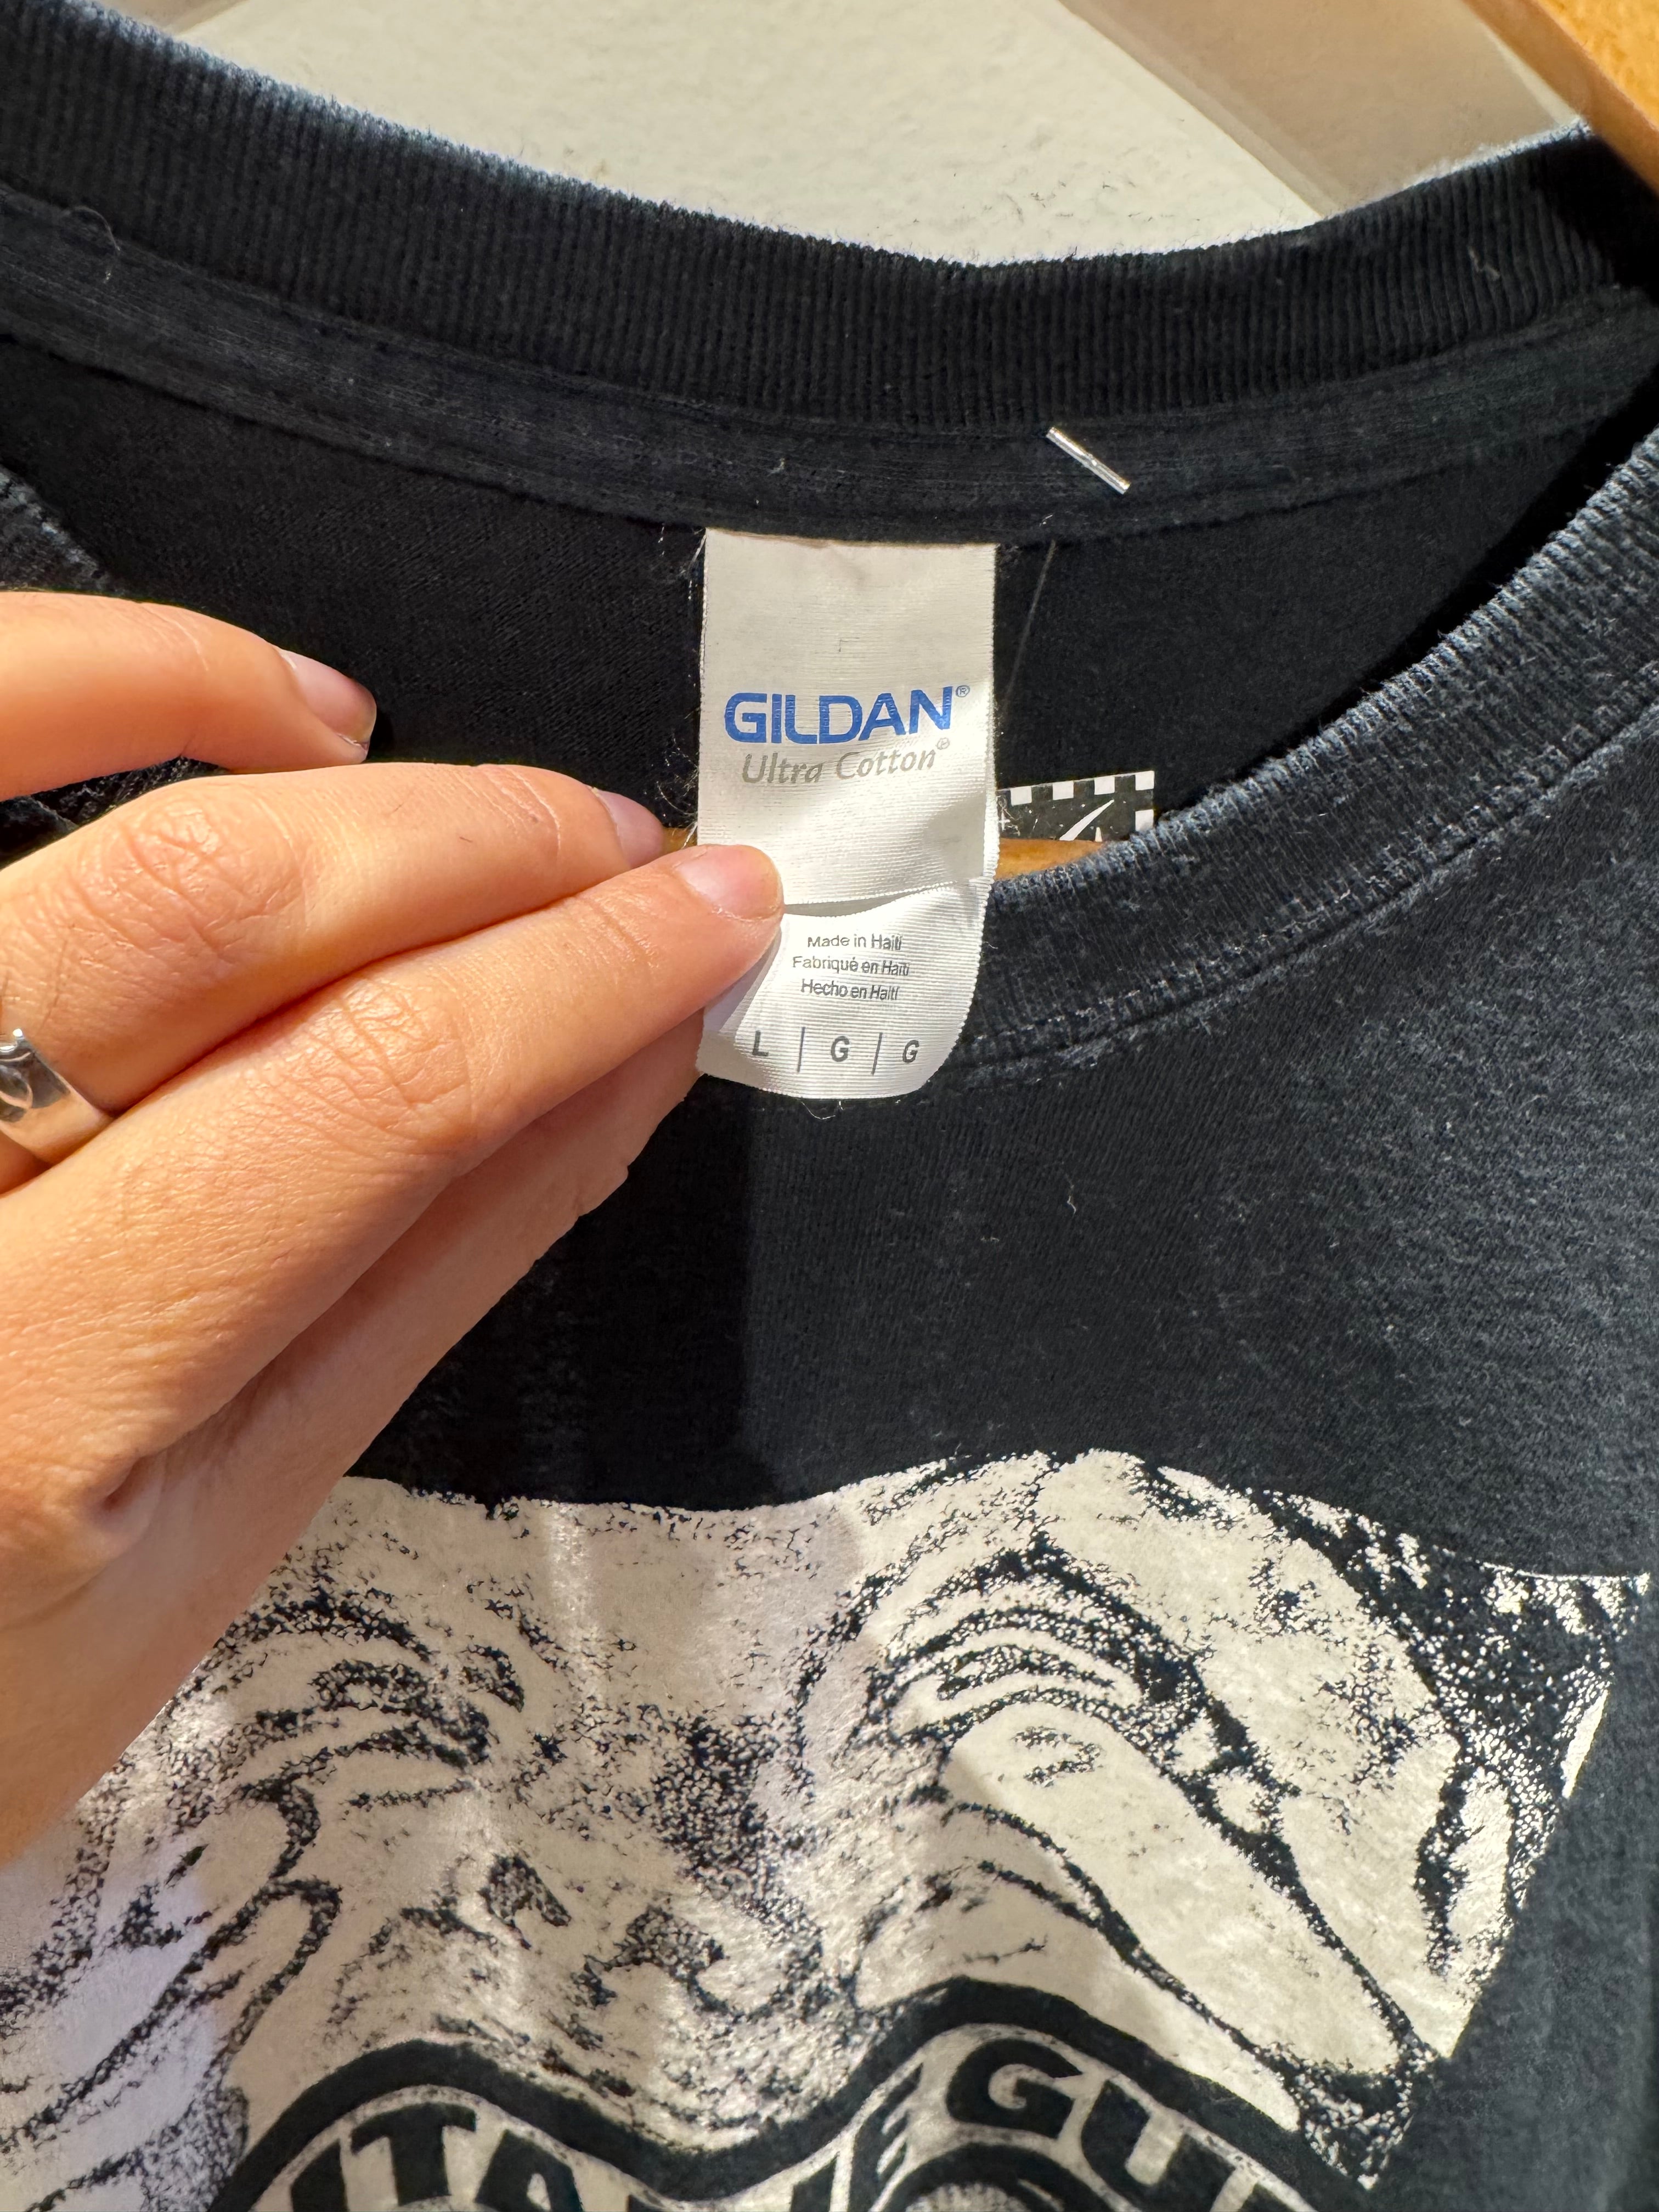 GILDAN®
Ultra Cotton®
Made in Haiti
Fabriqué en Haïti
Hecho en Haití
L | G | G